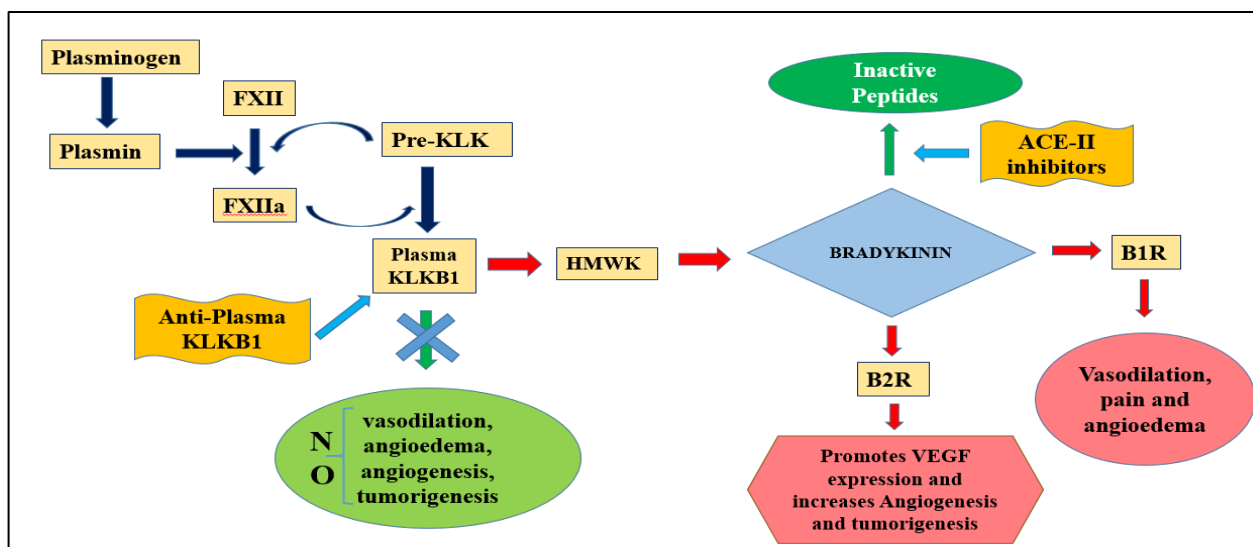 Plasminogen
FXII
Plasmin
Pre-KLK
FXIIa
Plasma
KLKB1
HMWK
Anti-Plasma
KLKB1
N
O
vasodilation,
angioedema,
angiogenesis,
tumorigenesis
Inactive
Peptides
ACE-II
inhibitors
BRADYKININ
B1R
B2R
Vasodilation,
pain and
angioedema
Promotes VEGF
expression and
increases Angiogenesis
and tumorigenesis